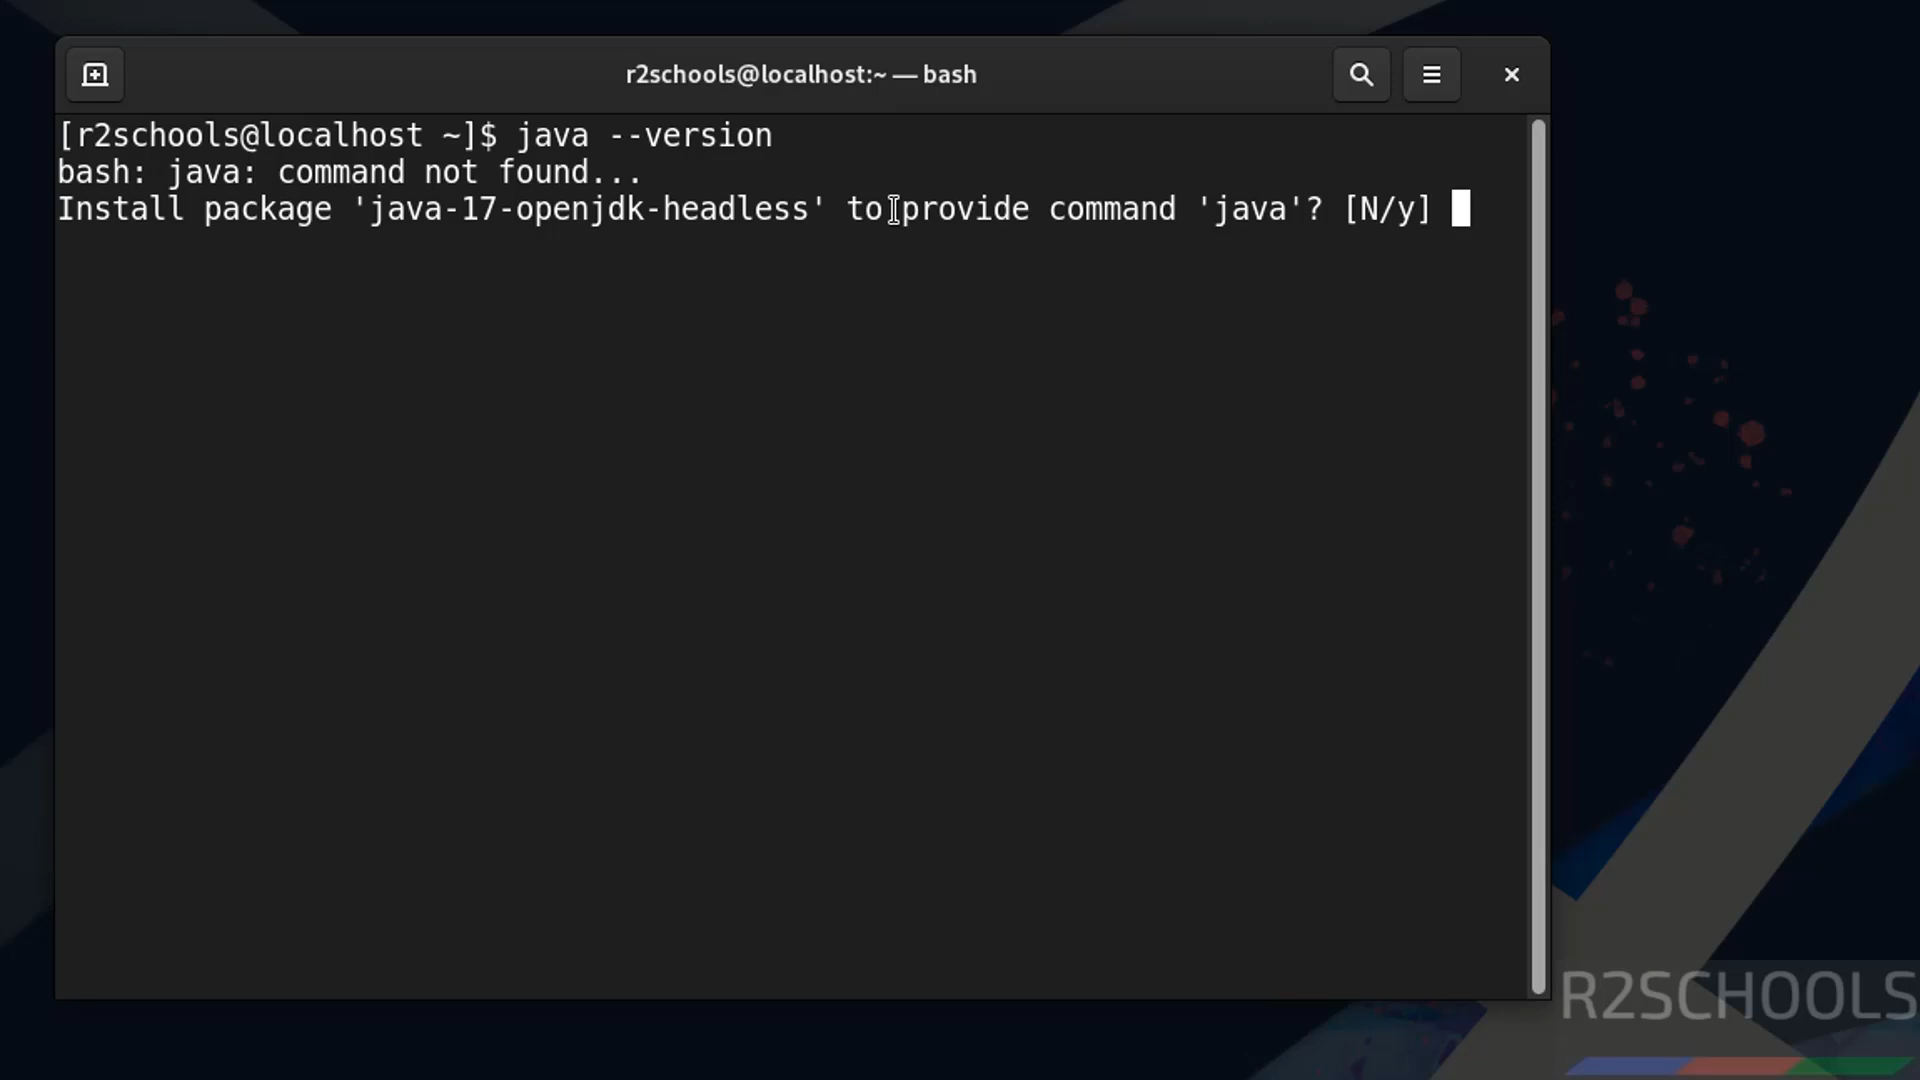 r2schools@localhost:~ — bash
[r2schools@localhost ~]$ java --version
bash: java: command not found...
Install package 'java-17-openjdk-headless' to provide command 'java'? [N/y]
R2SCHOOLS